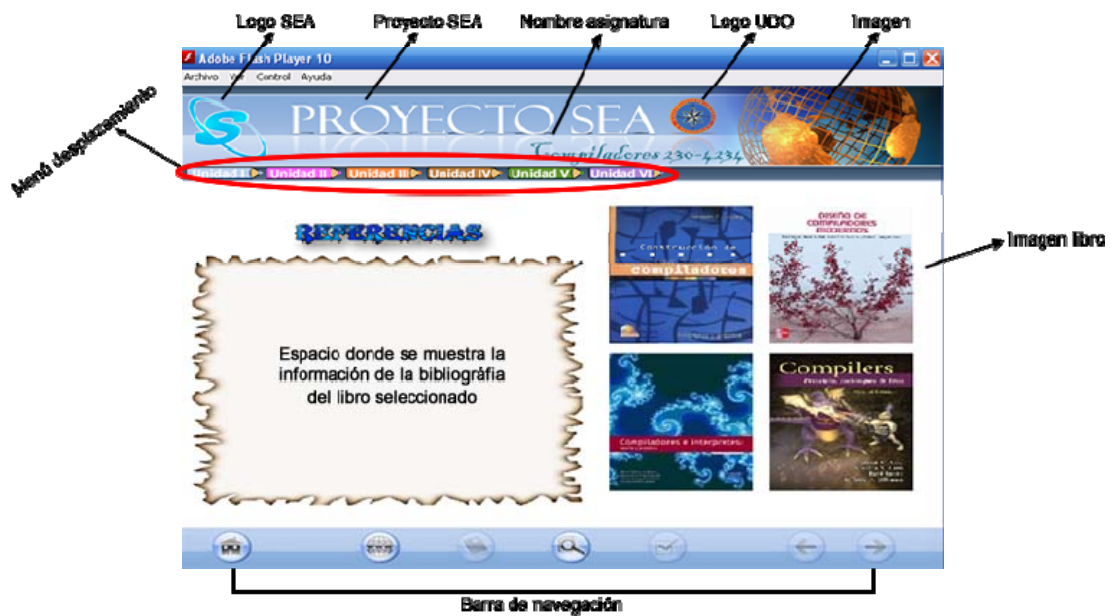 Logo SEA
Proyecto SEA
Nombre asignatura
Logo UDO
Imagen
Adobe Flash Player 10
Archivo Ver Control Ayuda
PROYECTO SEA
Compiladores 230-4234
Menú desplazamiento
Unidad I
Unidad II
Unidad III
Unidad IV
Unidad V
Unidad VI
REFERENCIAS
Espacio donde se muestra la
información de la bibliográfia
del libro seleccionado
Construcción de
compiladores
DISEÑO DE
COMPILADORES
MODERNOS
Imagen libro
Compiladores e intérpretes:
Compilers
Barra de navegación